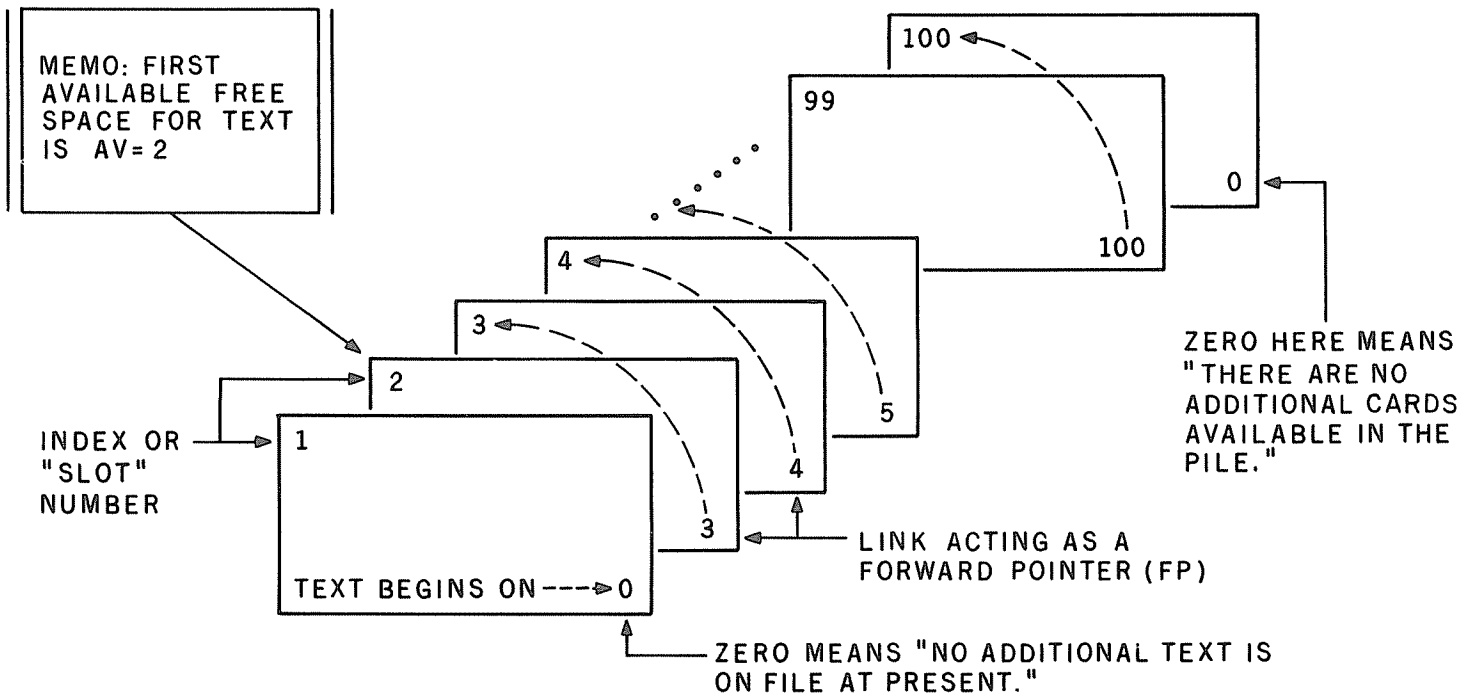 MEMO: FIRST
AVAILABLE FREE
SPACE FOR TEXT
IS AV=2
100
99
0
100
4
3
5
2
4
1
3
INDEX OR
"SLOT"
NUMBER
TEXT BEGINS ON
0
LINK ACTING AS A
FORWARD POINTER (FP)
ZERO HERE MEANS
"THERE ARE NO
ADDITIONAL CARDS
AVAILABLE IN THE
PILE."
ZERO MEANS "NO ADDITIONAL TEXT IS
ON FILE AT PRESENT."